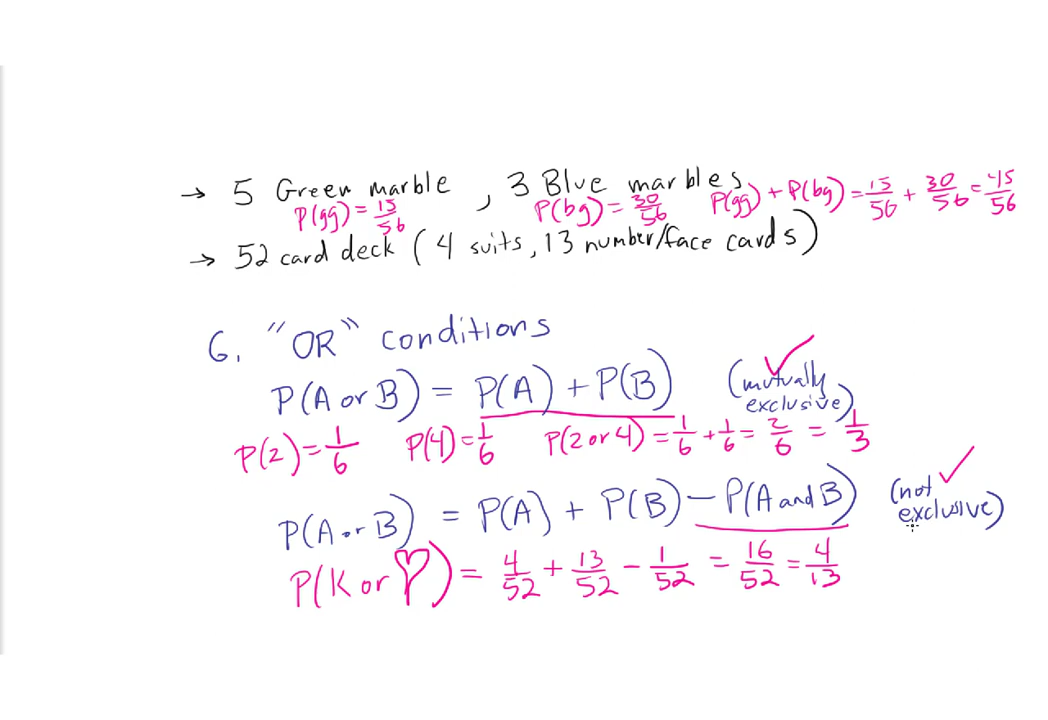 → 5 Green marble , 3 Blue marbles
P(gg) = 15/56 P(bg) = 30/56 P(gg) + P(bg) = 15/56 + 30/56 = 45/56
→ 52 card deck (4 suits, 13 number/face cards)
6. "OR" conditions
P(A or B) = P(A) + P(B) (mutually exclusive) ✓
P(2) = 1/6 P(4) = 1/6 P(2 or 4) = 1/6 + 1/6 = 2/6 = 1/3
P(A or B) = P(A) + P(B) – P(A and B) (not exclusive) ✓
P(K or ♡) = 4/52 + 13/52 – 1/52 = 16/52 = 4/13